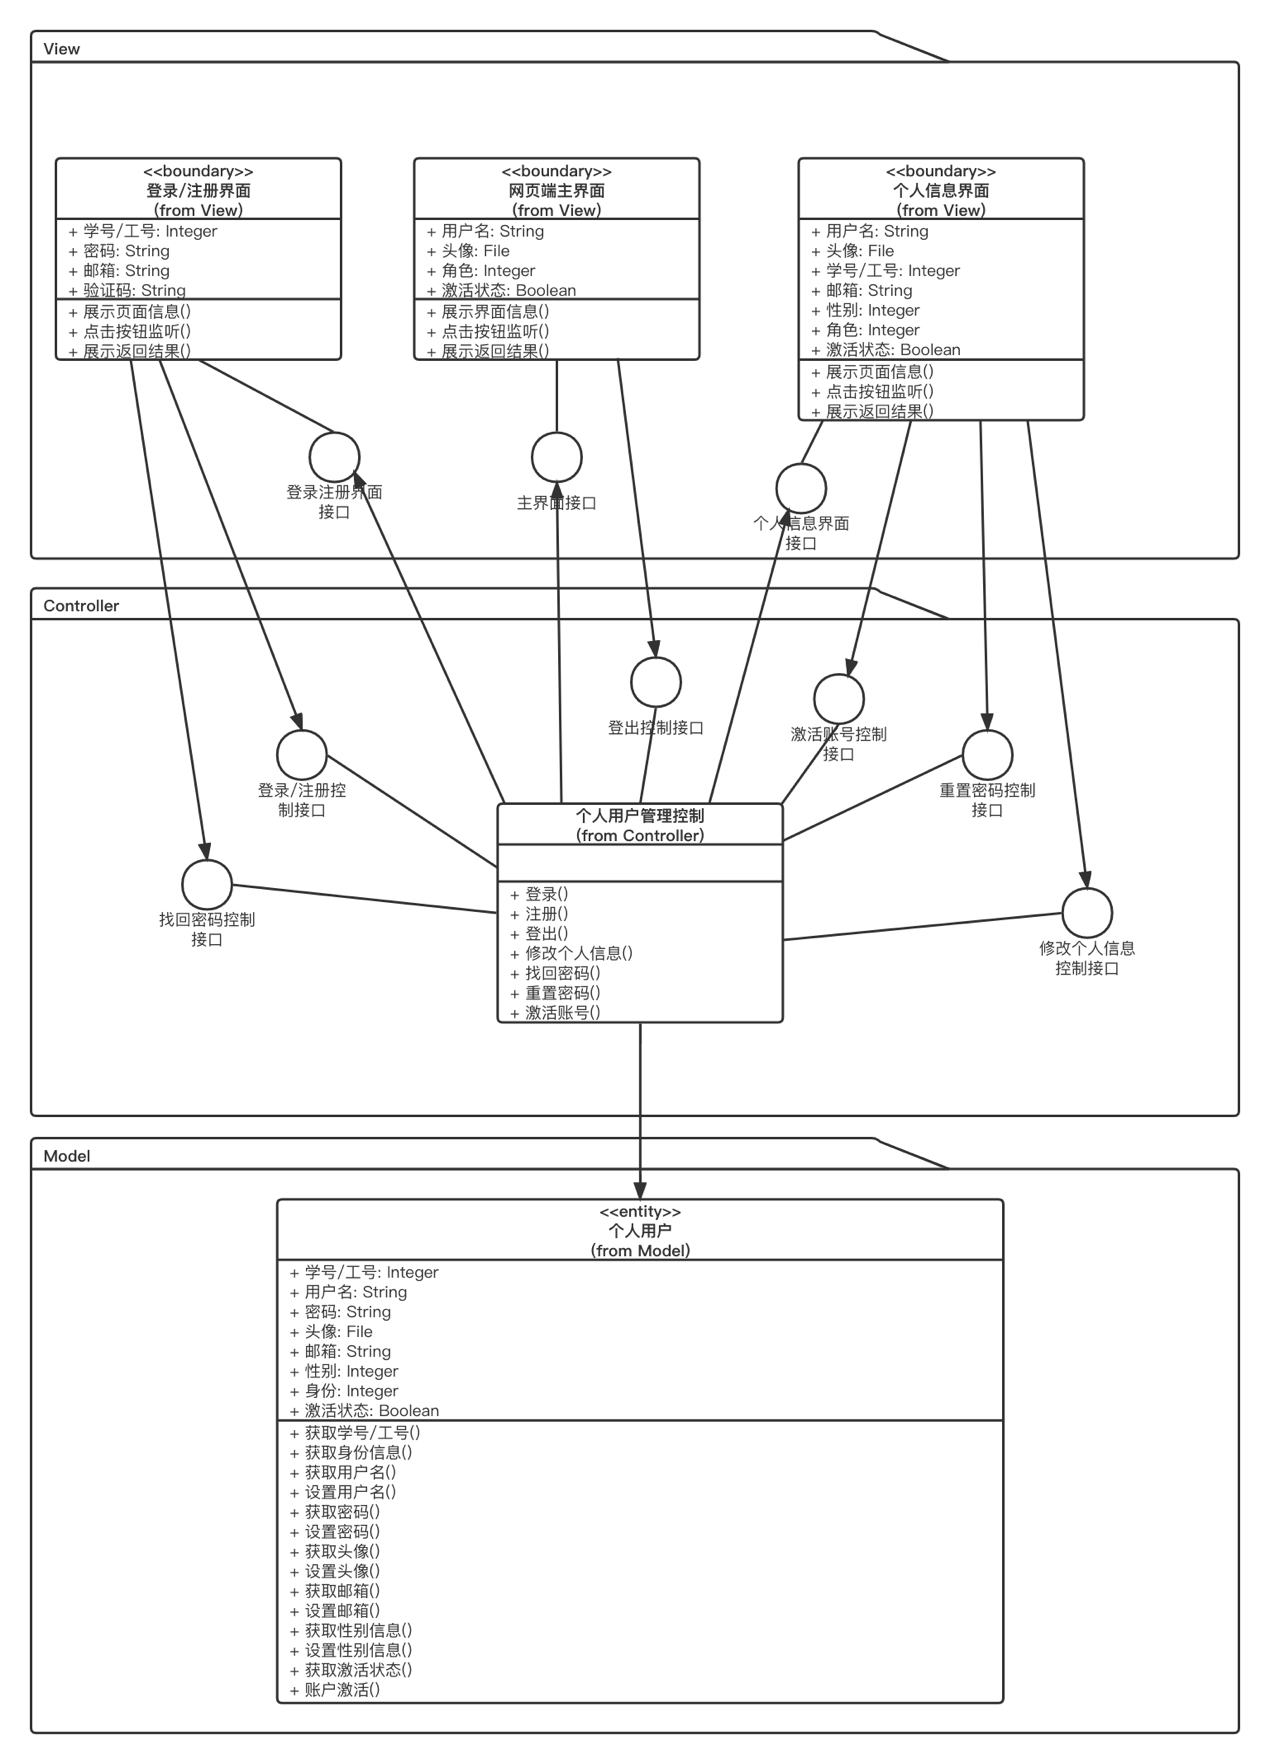 View
<<boundary>>
登录/注册界面
(from View)
+ 学号/工号: Integer
+ 密码: String
+ 邮箱: String
+ 验证码: String
+ 展示页面信息()
+ 点击按钮监听()
+ 展示返回结果()
<<boundary>>
网页端主界面
(from View)
+ 用户名: String
+ 头像: File
+ 角色: Integer
+ 激活状态: Boolean
+ 展示界面信息()
+ 点击按钮监听()
+ 展示返回结果()
<<boundary>>
个人信息界面
(from View)
+ 用户名: String
+ 头像: File
+ 学号/工号: Integer
+ 邮箱: String
+ 性别: Integer
+ 角色: Integer
+ 激活状态: Boolean
+ 展示页面信息()
+ 点击按钮监听()
+ 展示返回结果()
登录注册界面
接口
主界面接口
个人信息界面
接口
Controller
登出控制接口
激活账号控制
接口
登录/注册控
制接口
重置密码控制
接口
找回密码控制
接口
修改个人信息
控制接口
个人用户管理控制
(from Controller)
+ 登录()
+ 注册()
+ 登出()
+ 修改个人信息()
+ 找回密码()
+ 重置密码()
+ 激活账号()
Model
<<entity>>
个人用户
(from Model)
+ 学号/工号: Integer
+ 用户名: String
+ 密码: String
+ 头像: File
+ 邮箱: String
+ 性别: Integer
+ 身份: Integer
+ 激活状态: Boolean
+ 获取学号/工号()
+ 获取身份信息()
+ 获取用户名()
+ 设置用户名()
+ 获取密码()
+ 设置密码()
+ 获取头像()
+ 设置头像()
+ 获取邮箱()
+ 设置邮箱()
+ 获取性别信息()
+ 设置性别信息()
+ 获取激活状态()
+ 账户激活()